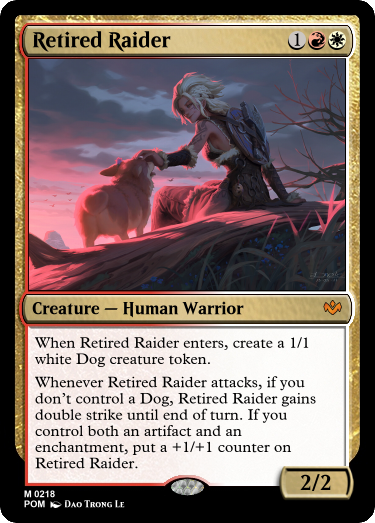 Retired Raider 1
Creature — Human Warrior
When Retired Raider enters, create a 1/1
white Dog creature token.
Whenever Retired Raider attacks, if you
don't control a Dog, Retired Raider gains
double strike until end of turn. If you
control both an artifact and an
enchantment, put a +1/+1 counter on
Retired Raider.
2/2
M 0218
POM Dao Trong Le